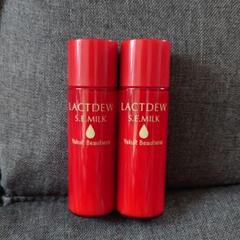 LACTDEW LACTDEW
S.E.MILK S.E.MILK
Yakult Beautiens Yakult Beautiens